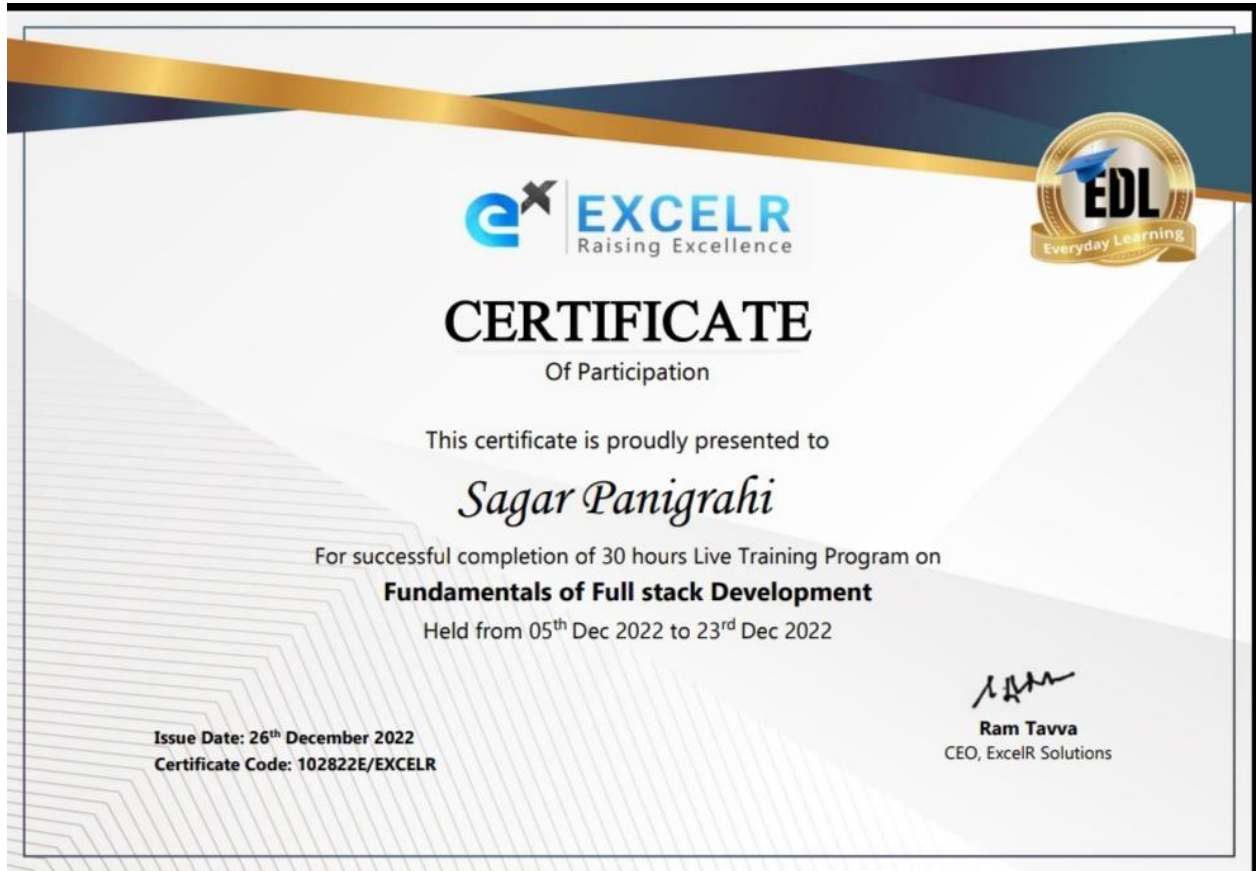 ex EXCELR
Raising Excellence
EDL
Everyday Learning
CERTIFICATE
Of Participation
This certificate is proudly presented to
Sagar Panigrahi
For successful completion of 30 hours Live Training Program on
Fundamentals of Full stack Development
Held from 05th Dec 2022 to 23rd Dec 2022
Ram Tavva
CEO, ExcelR Solutions
Issue Date: 26th December 2022
Certificate Code: 102822E/EXCELR